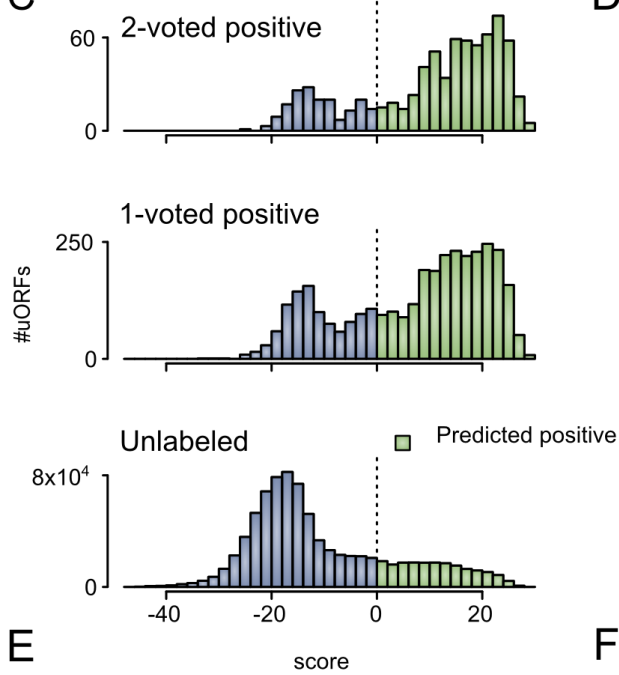 C D
2-voted positive
60
0
1-voted positive
250
0
#uORFs
Unlabeled
Predicted positive
8x10⁴
0
-40 -20 0 20
score
E F